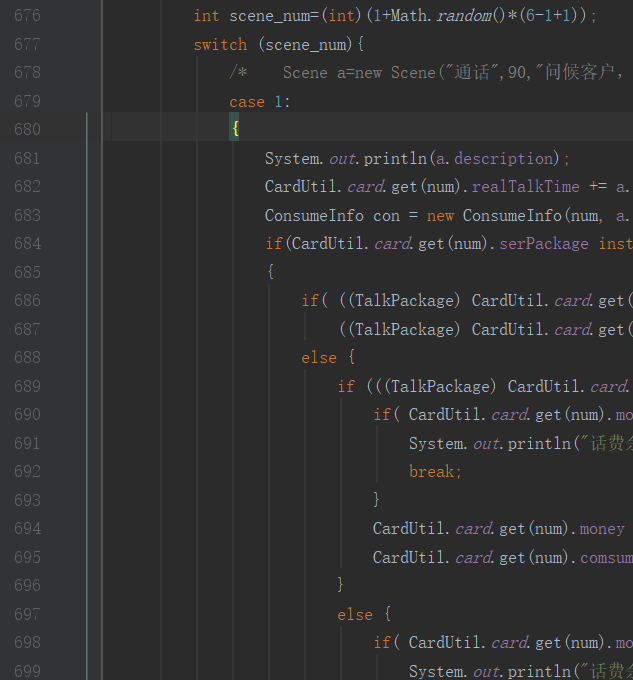 676 int scene_num=(int)(1+Math.random()*(6-1+1));
677 switch (scene_num){
678 /*    Scene a=new Scene("通话",90,"问候客户,
679 case 1:
680 {
681 System.out.println(a.description);
682 CardUtil.card.get(num).realTalkTime += a.
683 ConsumeInfo con = new ConsumeInfo(num, a.
684 if(CardUtil.card.get(num).serPackage inst
685 {
686 if( ((TalkPackage) CardUtil.card.get(
687 ((TalkPackage) CardUtil.card.get(
688 else {
689 if (((TalkPackage) CardUtil.card.
690 if( CardUtil.card.get(num).mo
691 System.out.println("话费余
692 break;
693 }
694 CardUtil.card.get(num).money
695 CardUtil.card.get(num).comsum
696 }
697 else {
698 if( CardUtil.card.get(num).mo
699 System.out.println("话费余